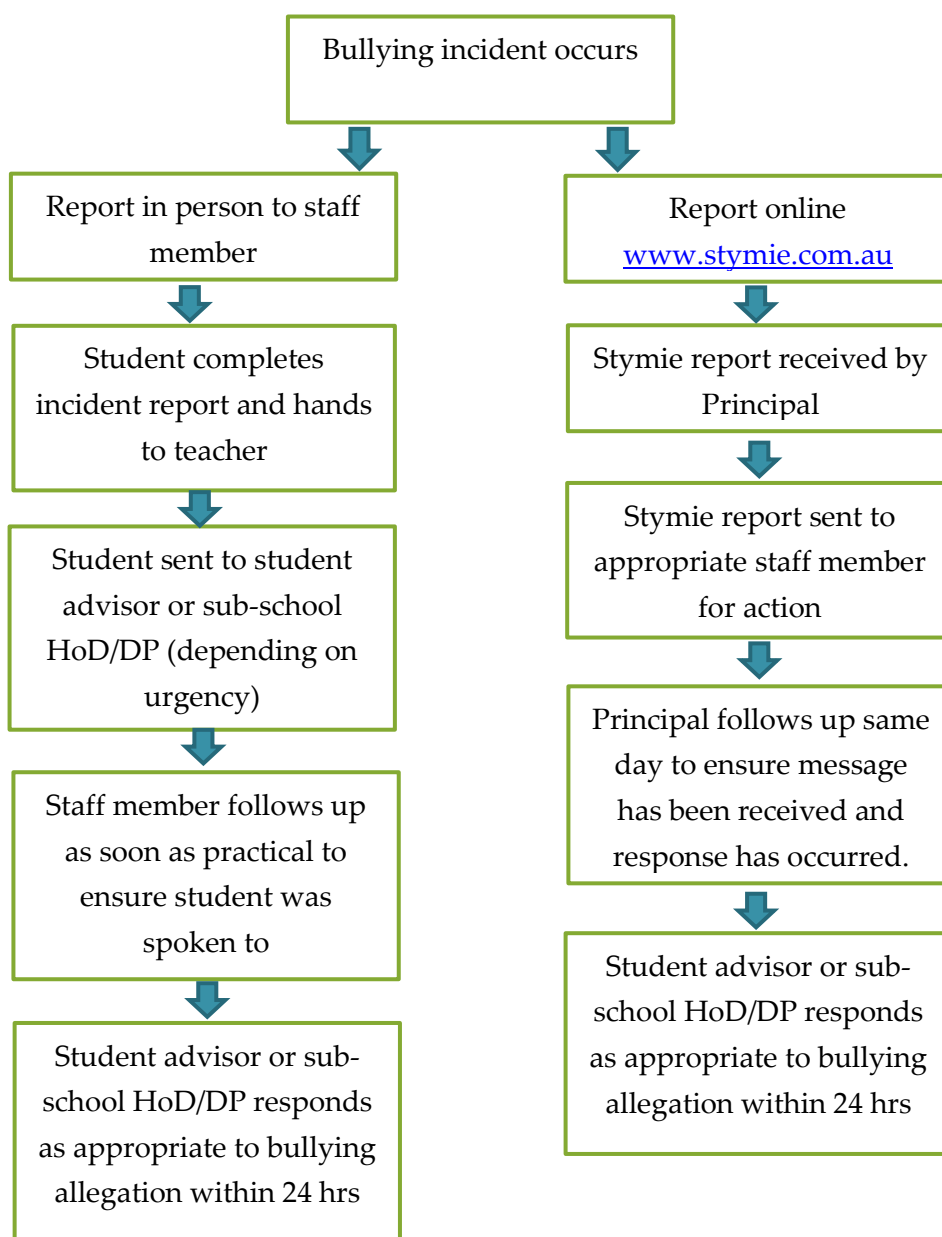 Bullying incident occurs
Report in person to staff
member
Student completes
incident report and hands
to teacher
Student sent to student
advisor or sub-school
HoD/DP (depending on
urgency)
Staff member follows up
as soon as practical to
ensure student was
spoken to
Student advisor or sub-
school HoD/DP responds
as appropriate to bullying
allegation within 24 hrs
Report online
www.stymie.com.au
Stymie report received by
Principal
Stymie report sent to
appropriate staff member
for action
Principal follows up same
day to ensure message
has been received and
response has occurred.
Student advisor or sub-
school HoD/DP responds
as appropriate to bullying
allegation within 24 hrs